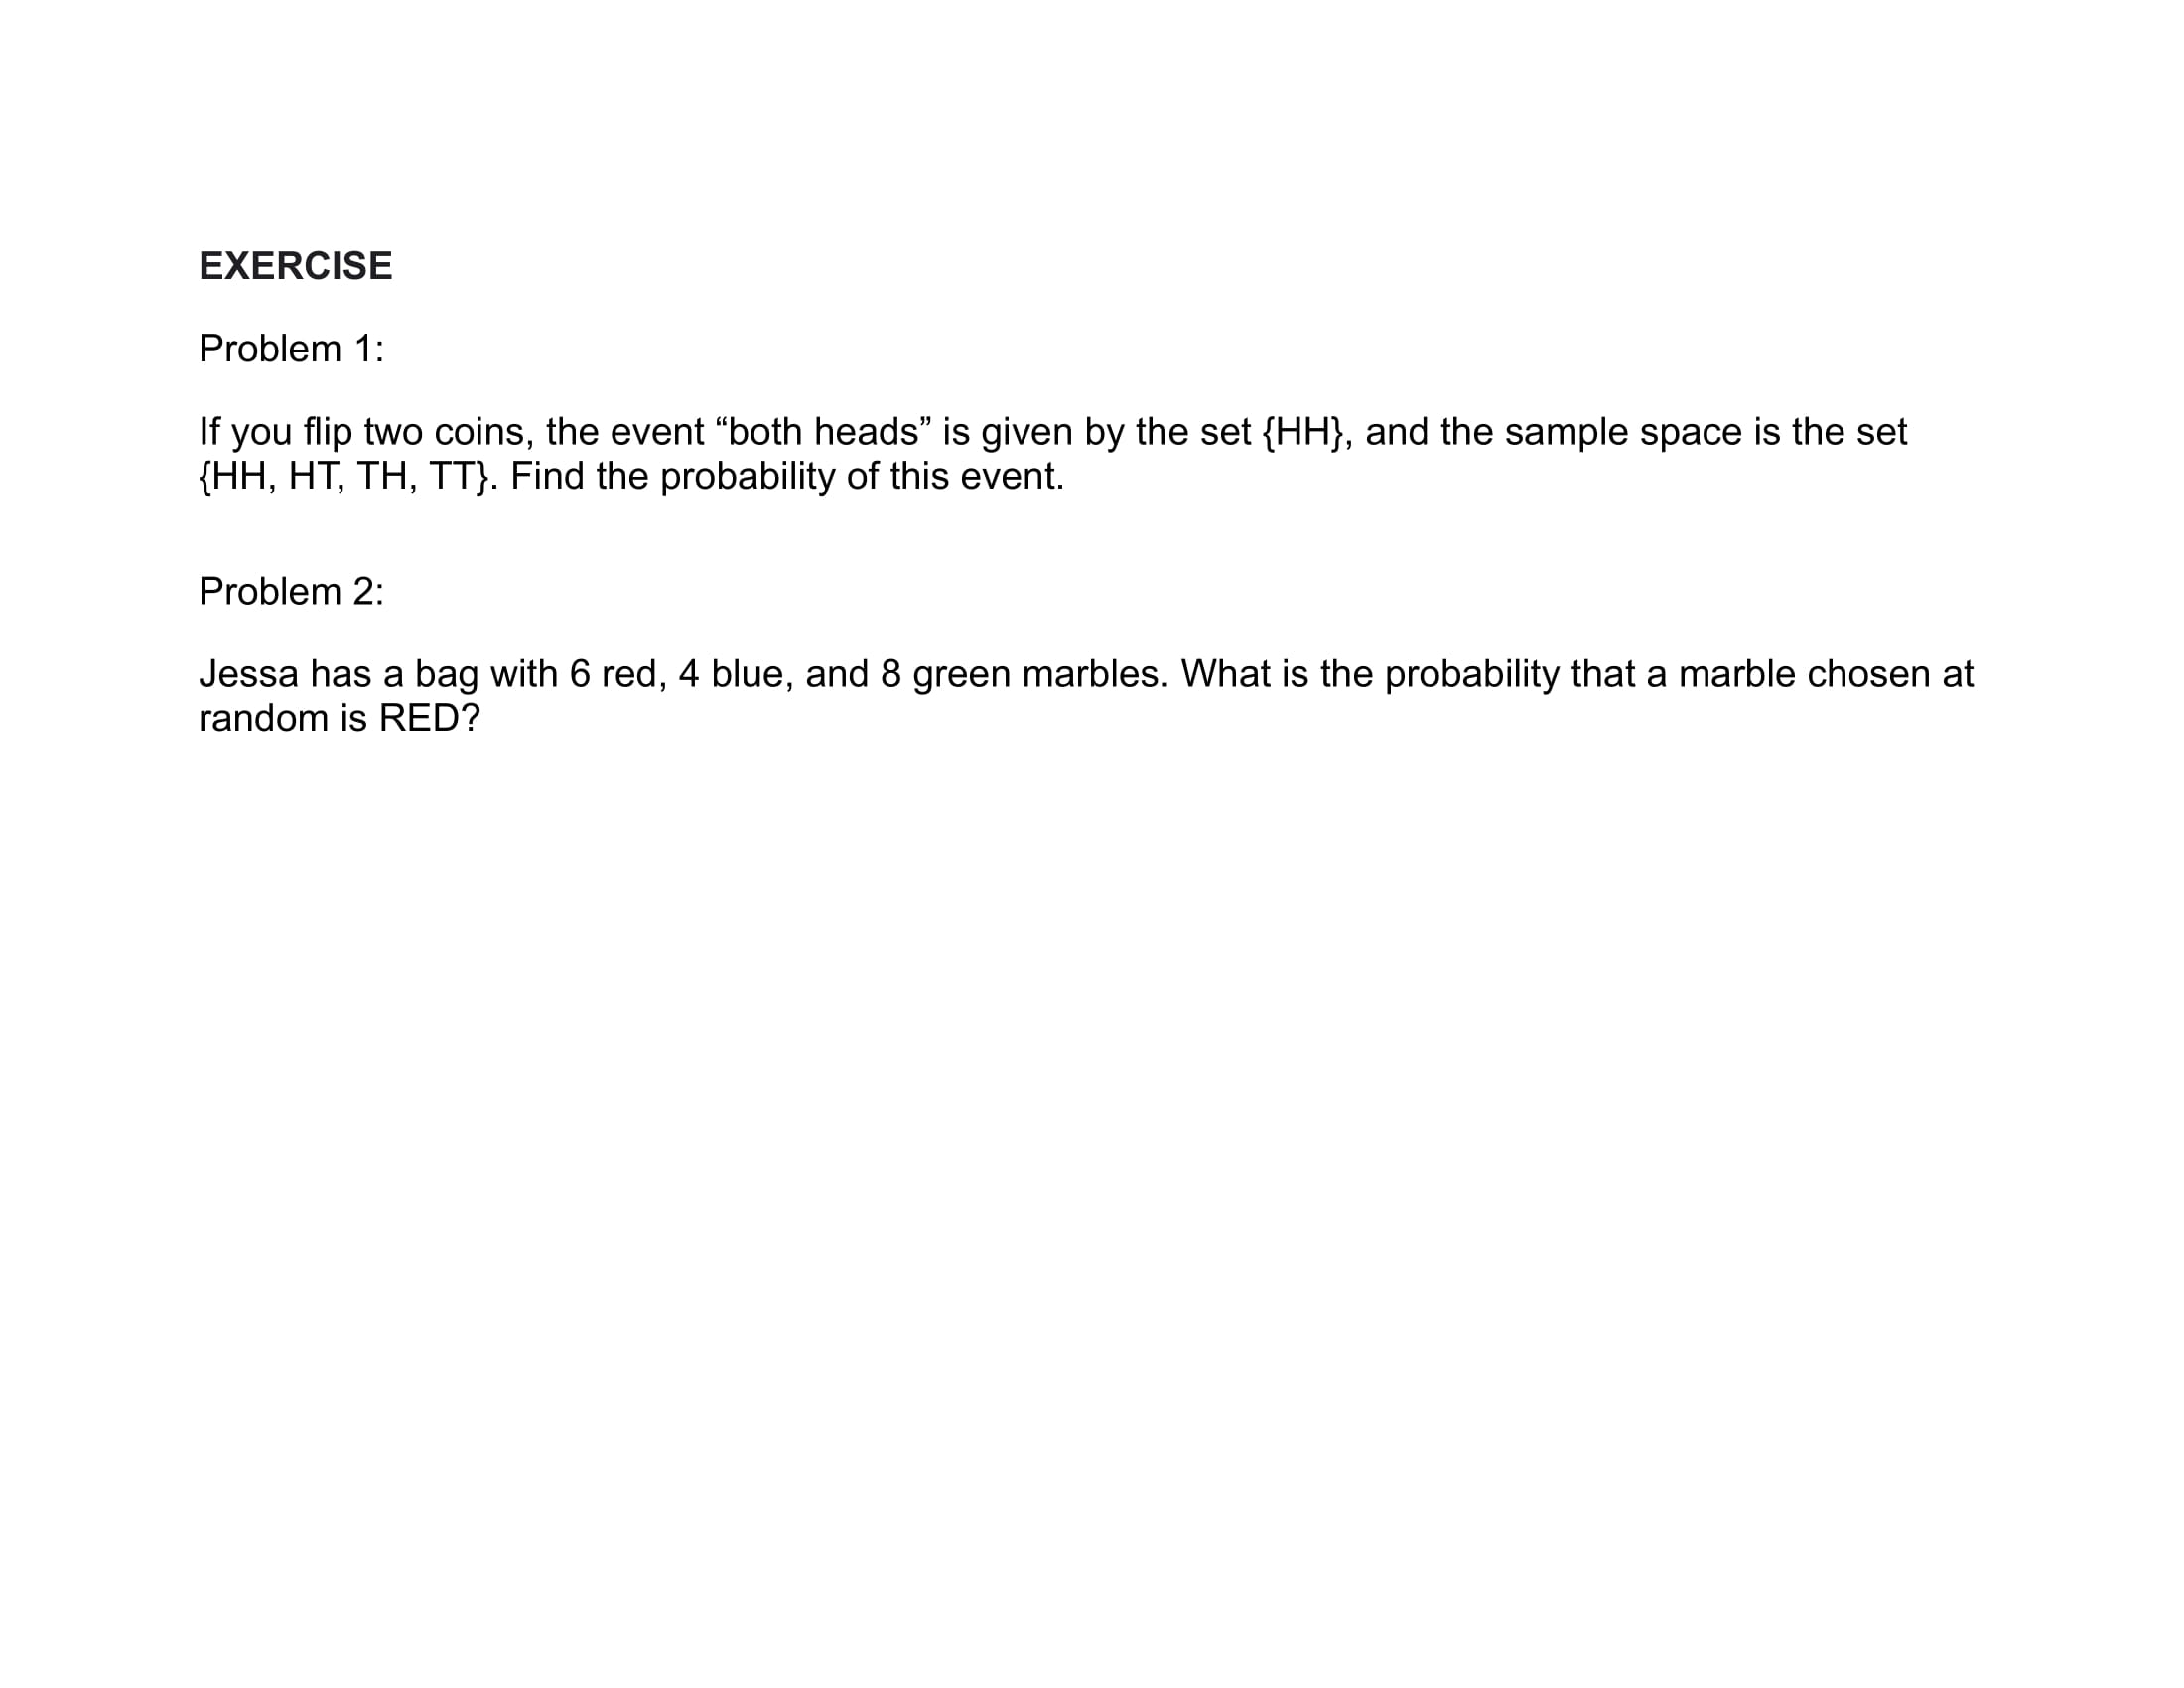 EXERCISE
Problem 1:
If you flip two coins, the event “both heads” is given by the set {HH}, and the sample space is the set
{HH, HT, TH, TT}. Find the probability of this event.
Problem 2:
Jessa has a bag with 6 red, 4 blue, and 8 green marbles. What is the probability that a marble chosen at
random is RED?